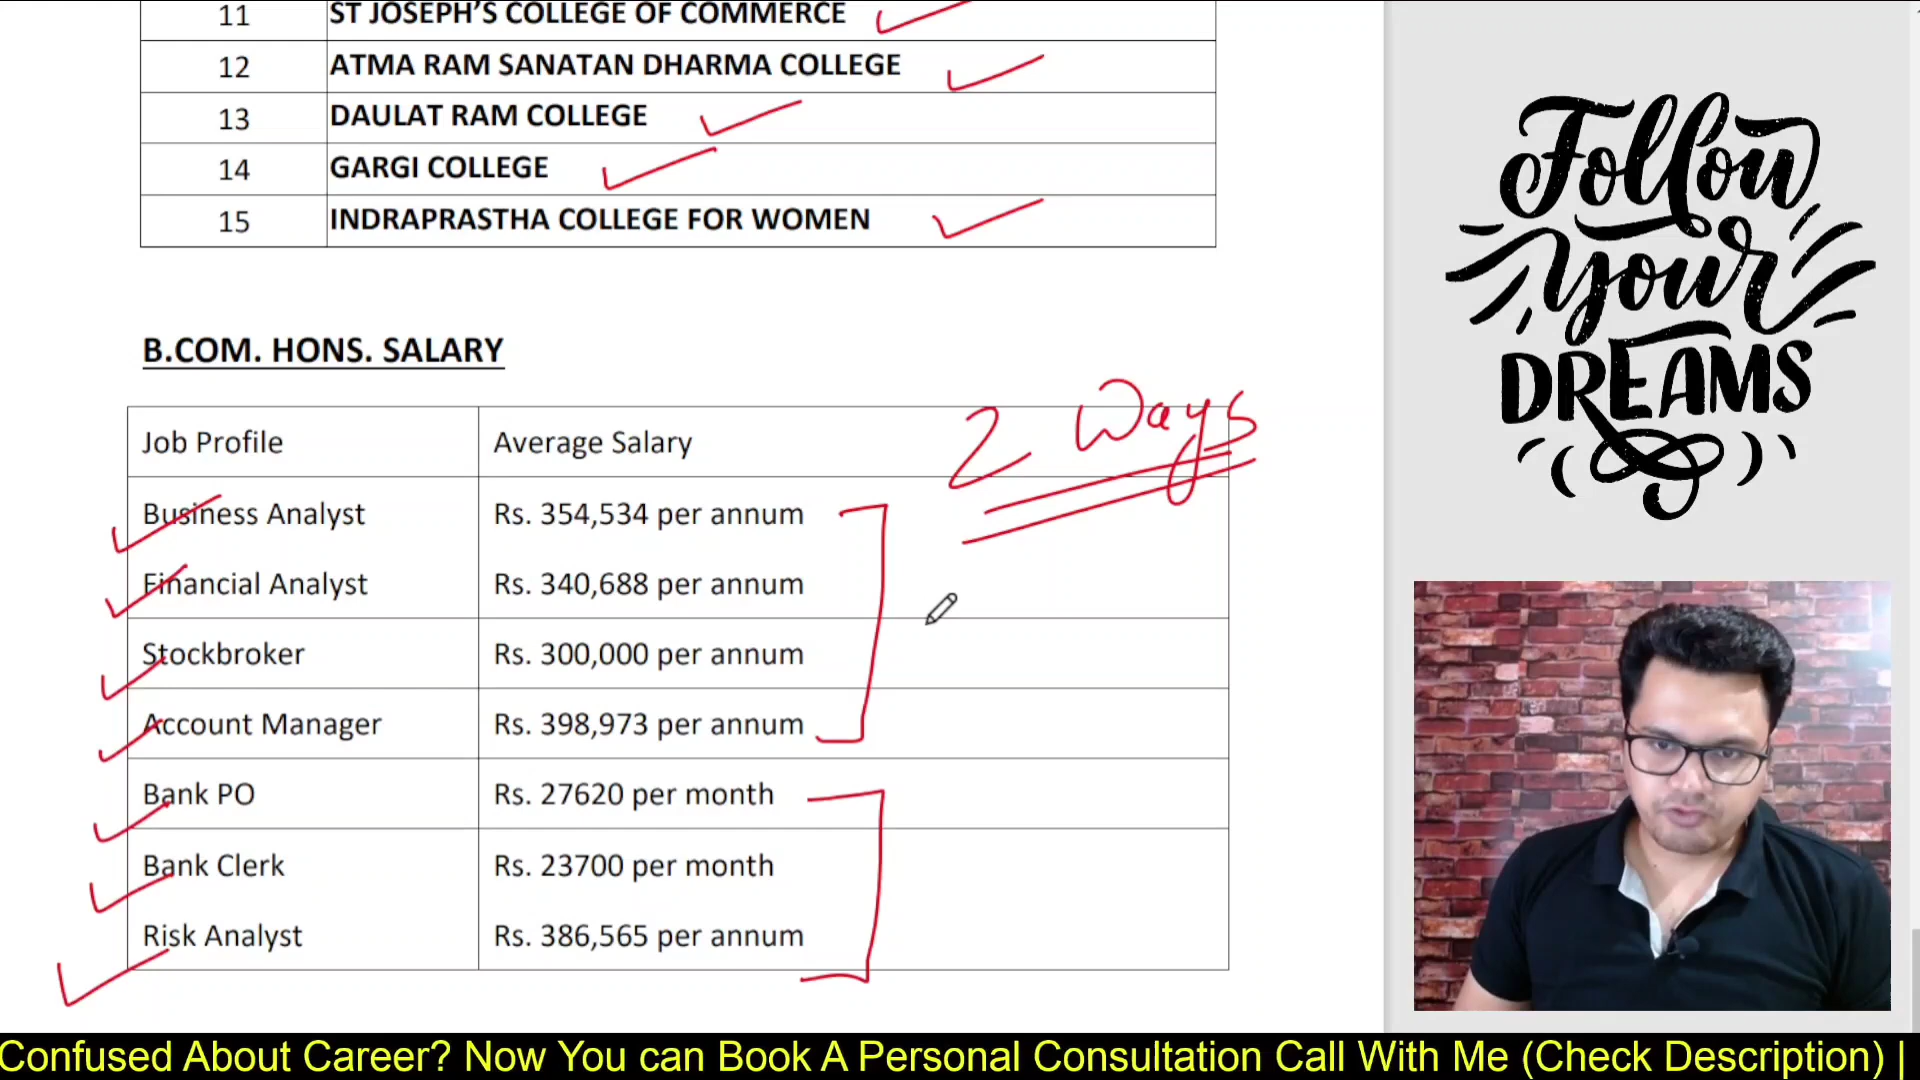 11 ST JOSEPH'S COLLEGE OF COMMERCE
12 ATMA RAM SANATAN DHARMA COLLEGE
13 DAULAT RAM COLLEGE
14 GARGI COLLEGE
15 INDRAPRASTHA COLLEGE FOR WOMEN
B.COM. HONS. SALARY
2 Ways
Job Profile Average Salary
Business Analyst Rs. 354,534 per annum
Financial Analyst Rs. 340,688 per annum
Stockbroker Rs. 300,000 per annum
Account Manager Rs. 398,973 per annum
Bank PO Rs. 27620 per month
Bank Clerk Rs. 23700 per month
Risk Analyst Rs. 386,565 per annum
Follow
Your
DREAMS
Confused About Career? Now You can Book A Personal Consultation Call With Me (Check Description) |